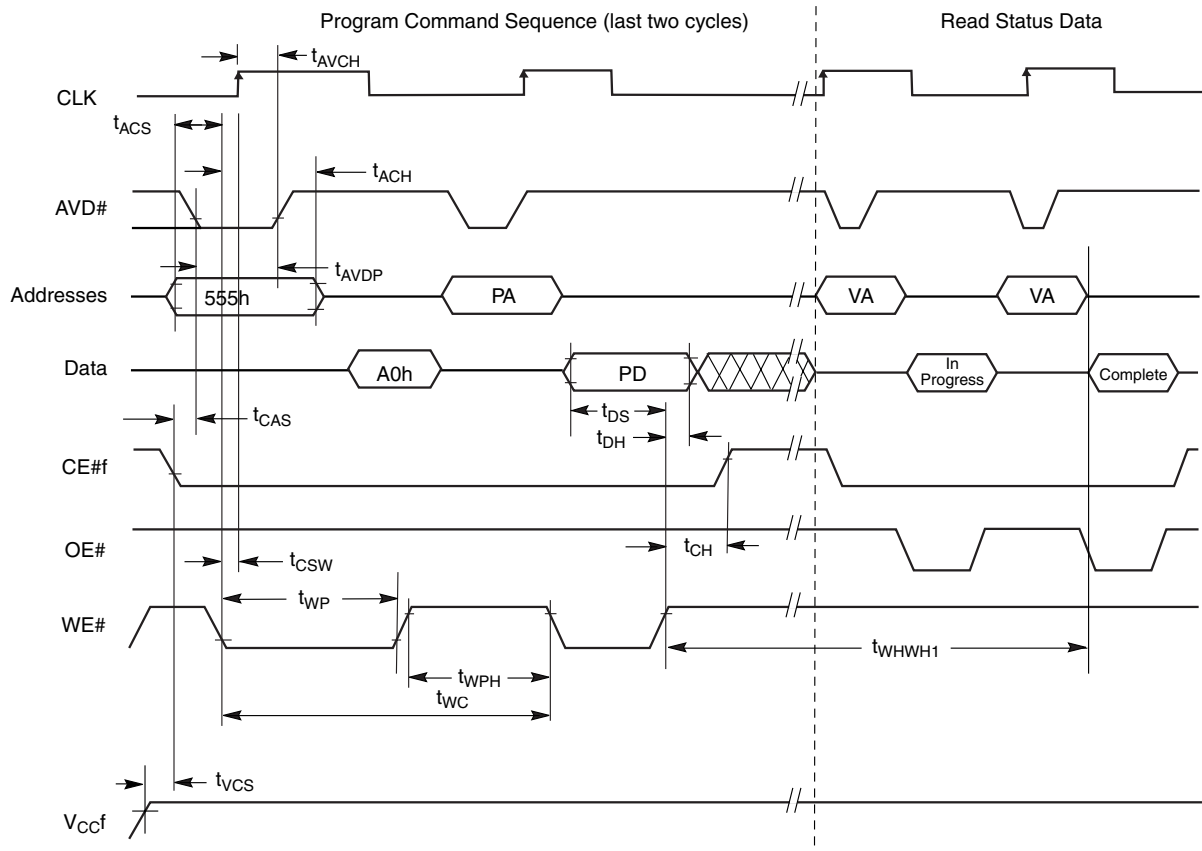 Program Command Sequence (last two cycles)
Read Status Data
tAVCH
CLK
tACS
tACH
AVD#
tAVDP
Addresses
555h
PA
VA
VA
Data
A0h
PD
In
Progress
Complete
tDS
tCAS
tDH
CE#f
OE#
tCH
tCSW
tWP
WE#
tWHWH1
tWPH
tWC
tVCS
VCCf